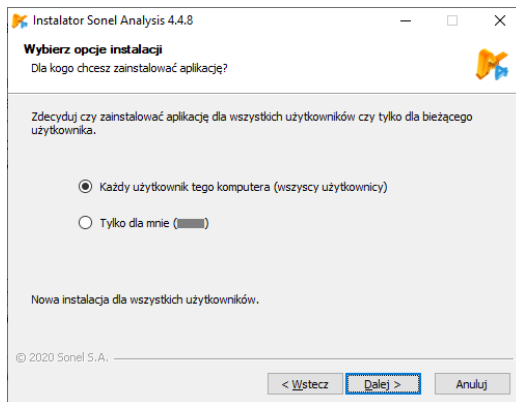 Instalator Sonel Analysis 4.4.8
Wybierz opcje instalacji
Dla kogo chcesz zainstalować aplikację?
Zdecyduj czy zainstalować aplikację dla wszystkich użytkowników czy tylko dla bieżącego
użytkownika.
Każdy użytkownik tego komputera (wszyscy użytkownicy)
Tylko dla mnie ( )
Nowa instalacja dla wszystkich użytkowników.
© 2020 Sonel S.A.
< Wstecz
Dalej >
Anuluj